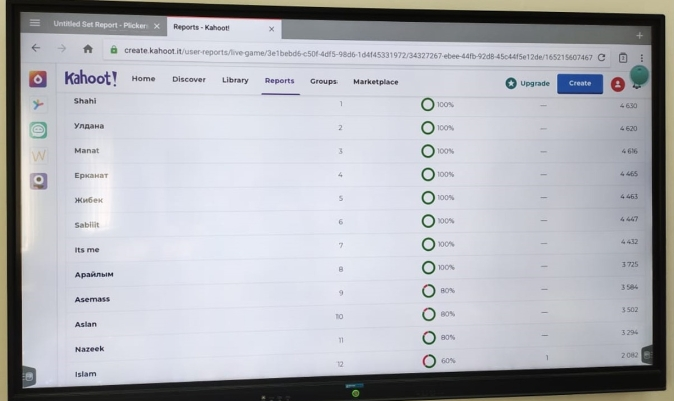 Untitled Set Report - Plicker
Reports - Kahoot!
create.kahoot.it/user-reports/live-game/3e1bebd6-c50f-4df5-98d6-1d4f45331972/34327267-ebee-44fb-92d8-45c44f5e12de/165215607467
Kahoot! Home Discover Library Reports Groups Marketplace Upgrade Create
Shahi 1 100% — 4 630
Улдана 2 100% — 4 620
Manat 3 100% — 4 616
Ерканат 4 100% — 4 465
Жибек 5 100% — 4 463
Sabiiit 6 100% — 4 447
Its me 7 100% — 4 432
Арайлым 8 100% — 3 725
Asemass 9 80% — 3 584
Aslan 10 80% — 3 502
Nazeek 11 80% — 3 294
Islam 12 60% 1 2 082